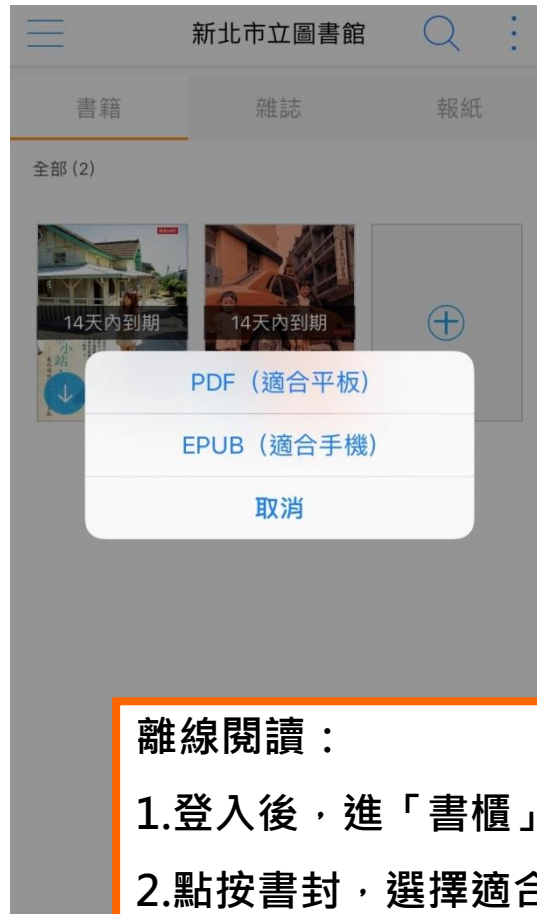 新北市立圖書館
書籍 雜誌 報紙
全部 (2)
14天內到期 14天內到期
小站
PDF（適合平板）
EPUB（適合手機）
取消
離線閱讀：
1.登入後，進「書櫃」
2.點按書封，選擇適合